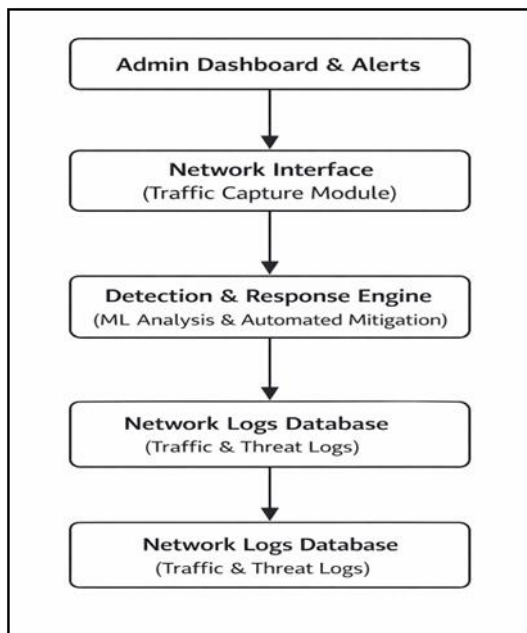 Admin Dashboard & Alerts
Network Interface
(Traffic Capture Module)
Detection & Response Engine
(ML Analysis & Automated Mitigation)
Network Logs Database
(Traffic & Threat Logs)
Network Logs Database
(Traffic & Threat Logs)